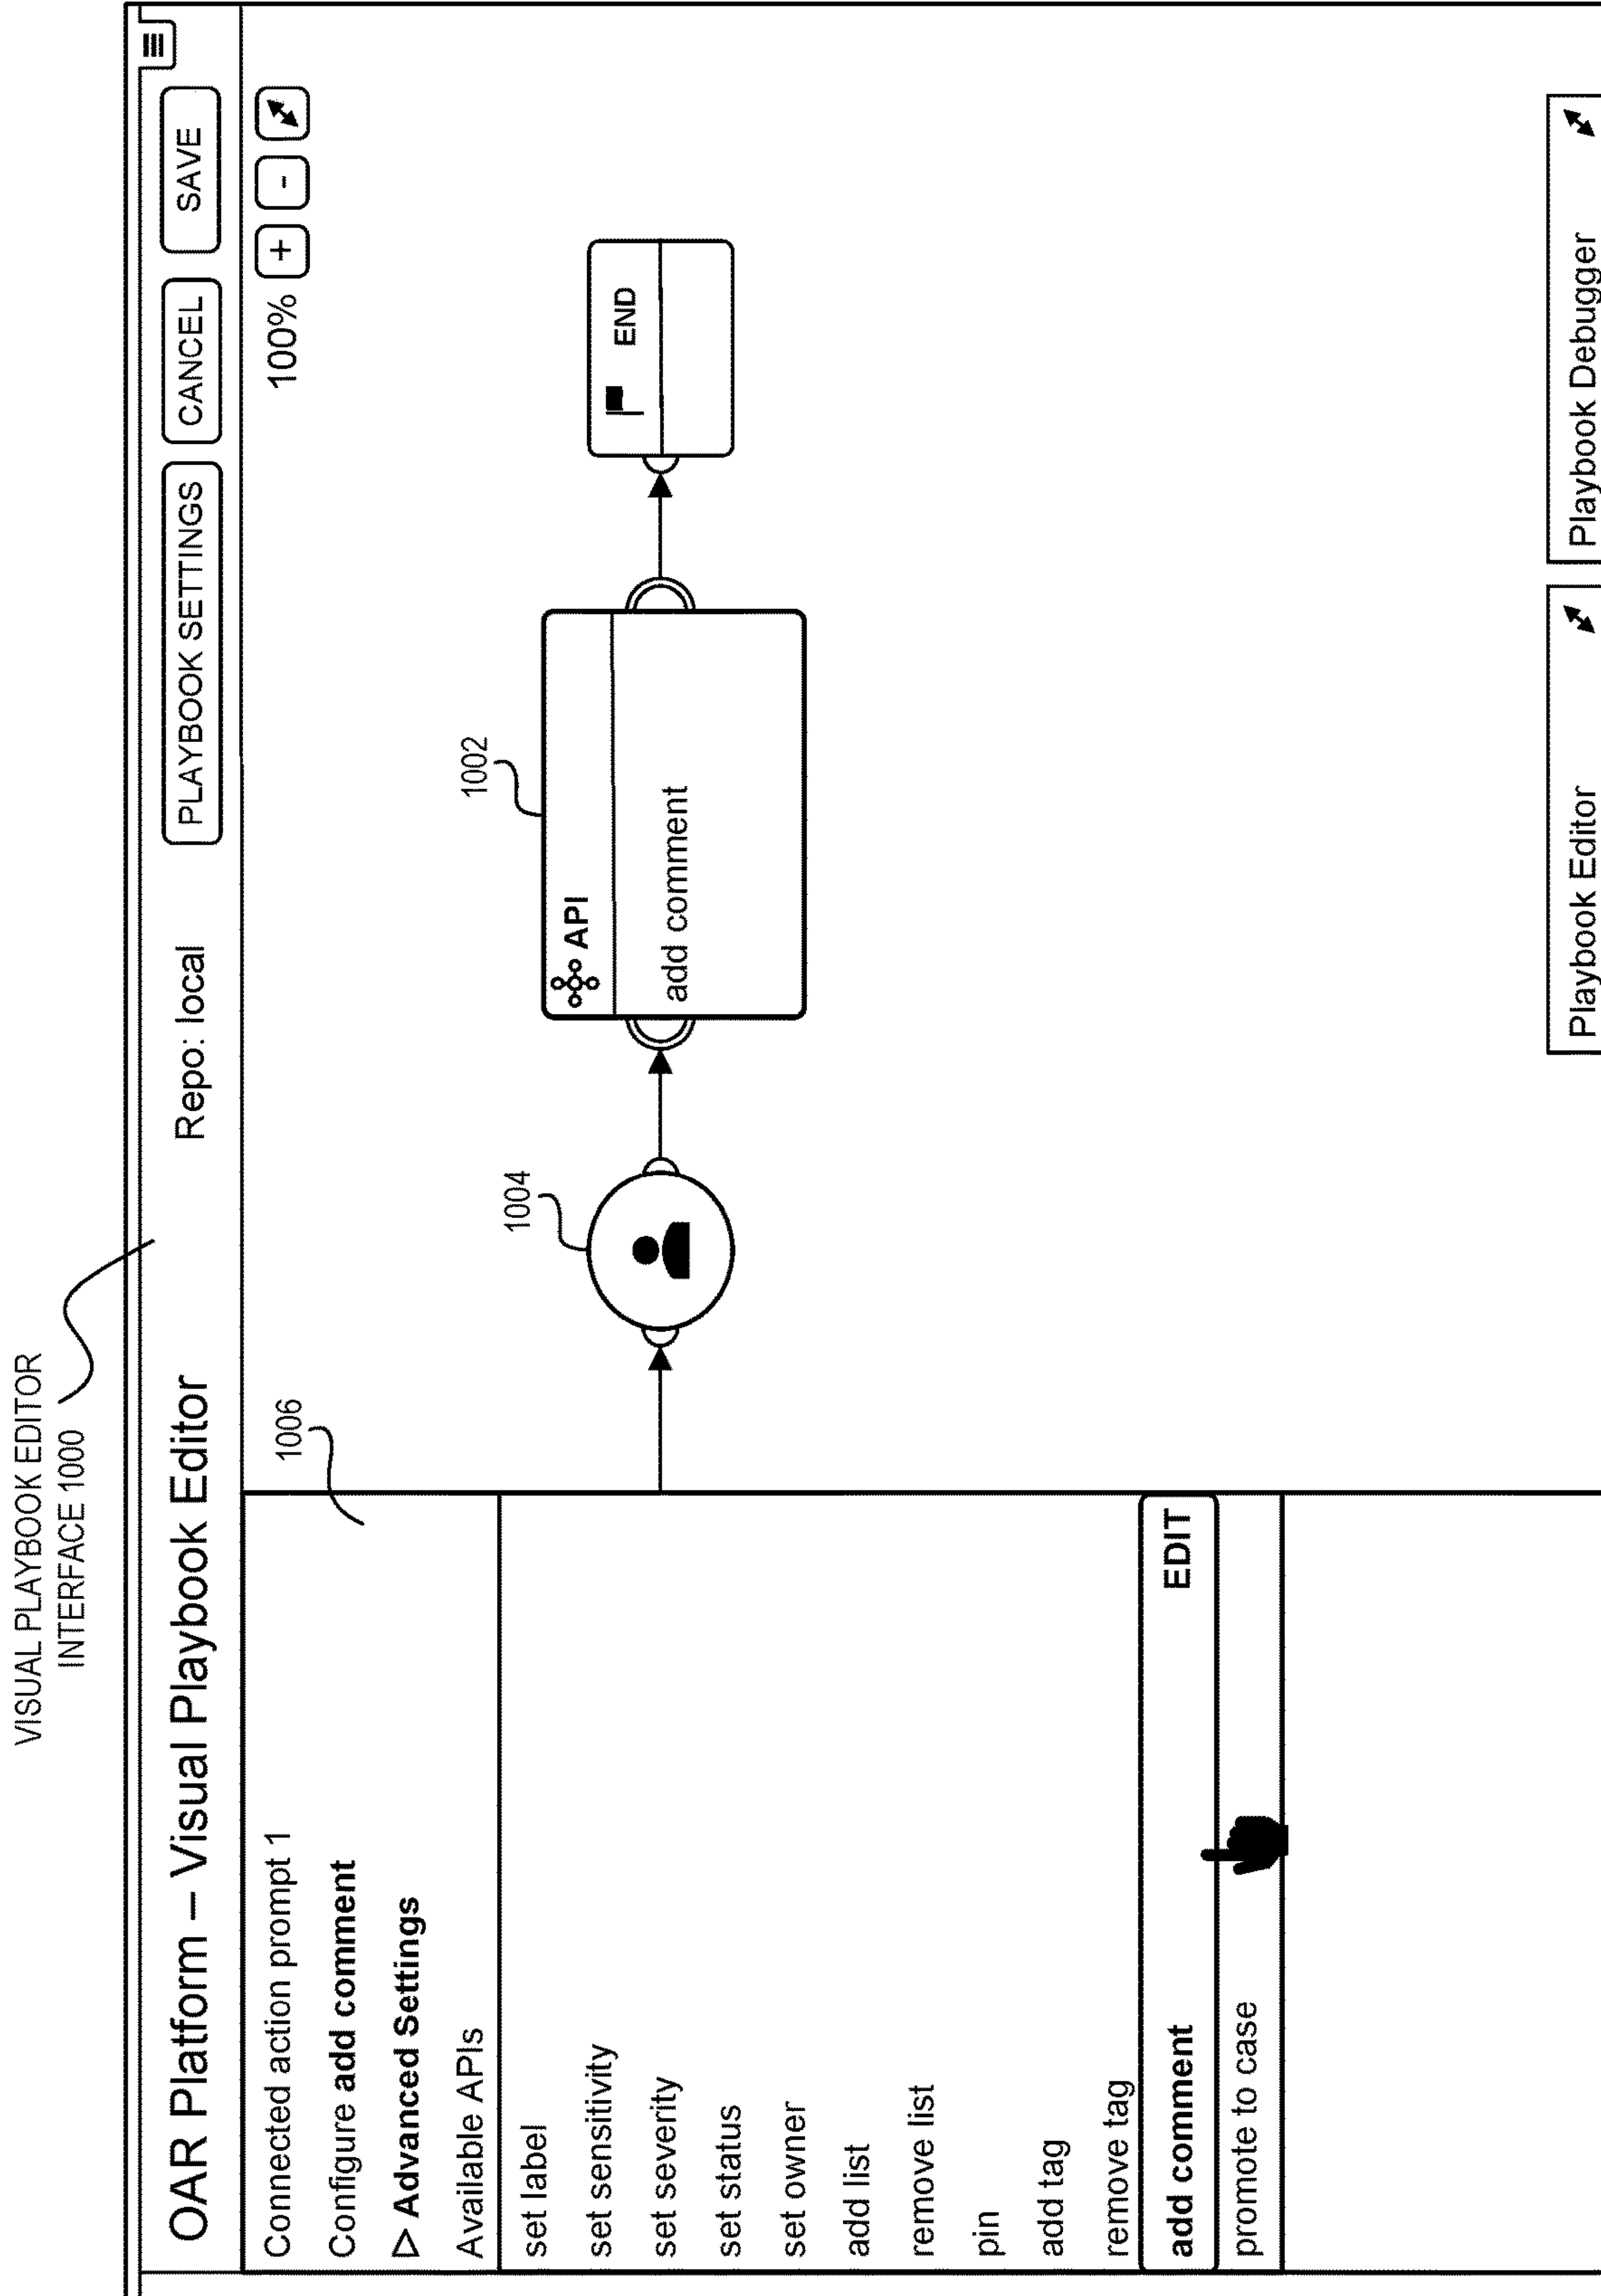 VISUAL PLAYBOOK EDITOR
INTERFACE 1000
OAR Platform – Visual Playbook Editor
Repo: local
PLAYBOOK SETTINGS
CANCEL
SAVE
100%
+
-
Connected action prompt 1
Configure add comment
Advanced Settings
Available APIs
set label
set sensitivity
set severity
set status
set owner
add list
remove list
pin
add tag
remove tag
add comment
EDIT
promote to case
1006
1004
1002
API
add comment
END
Playbook Editor
Playbook Debugger